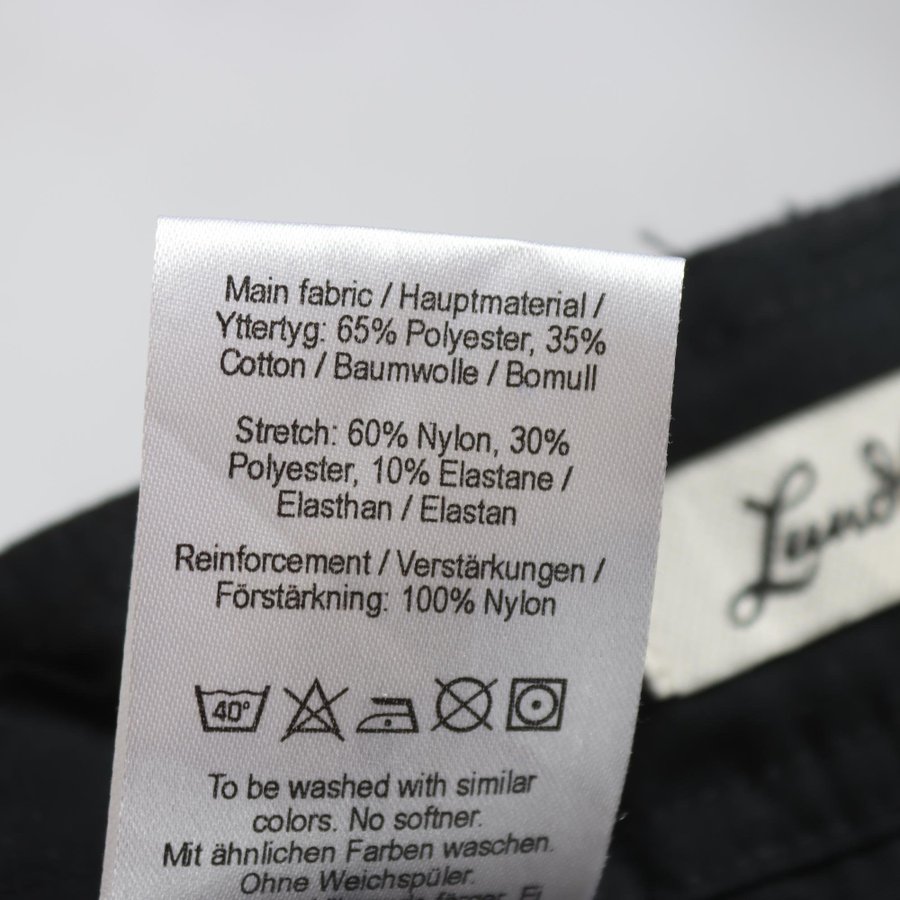 Main fabric / Hauptmaterial /
Yttertyg: 65% Polyester, 35%
Cotton / Baumwolle / Bomull
Stretch: 60% Nylon, 30%
Polyester, 10% Elastane /
Elasthan / Elastan
Reinforcement / Verstärkungen /
Förstärkning: 100% Nylon
40°
To be washed with similar
colors. No softner.
Mit ähnlichen Farben waschen.
Ohne Weichspüler.